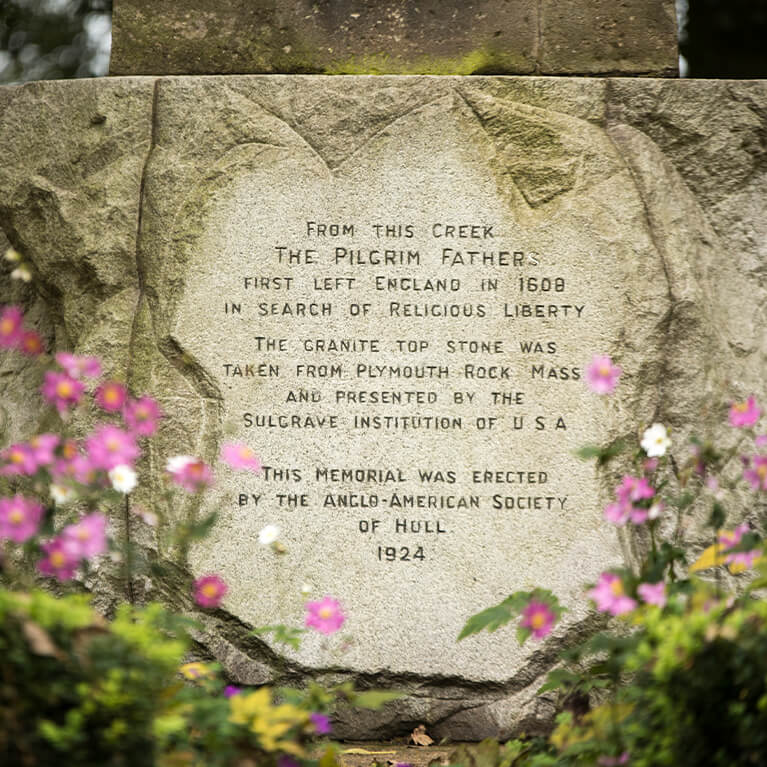 From this Creek
The Pilgrim Fathers
first left England in 1608
in search of Religious Liberty
The granite top stone was
taken from Plymouth Rock Mass
and presented by the
Sulgrave Institution of U S A
This memorial was erected
by the Anglo-American Society
of Hull
1924